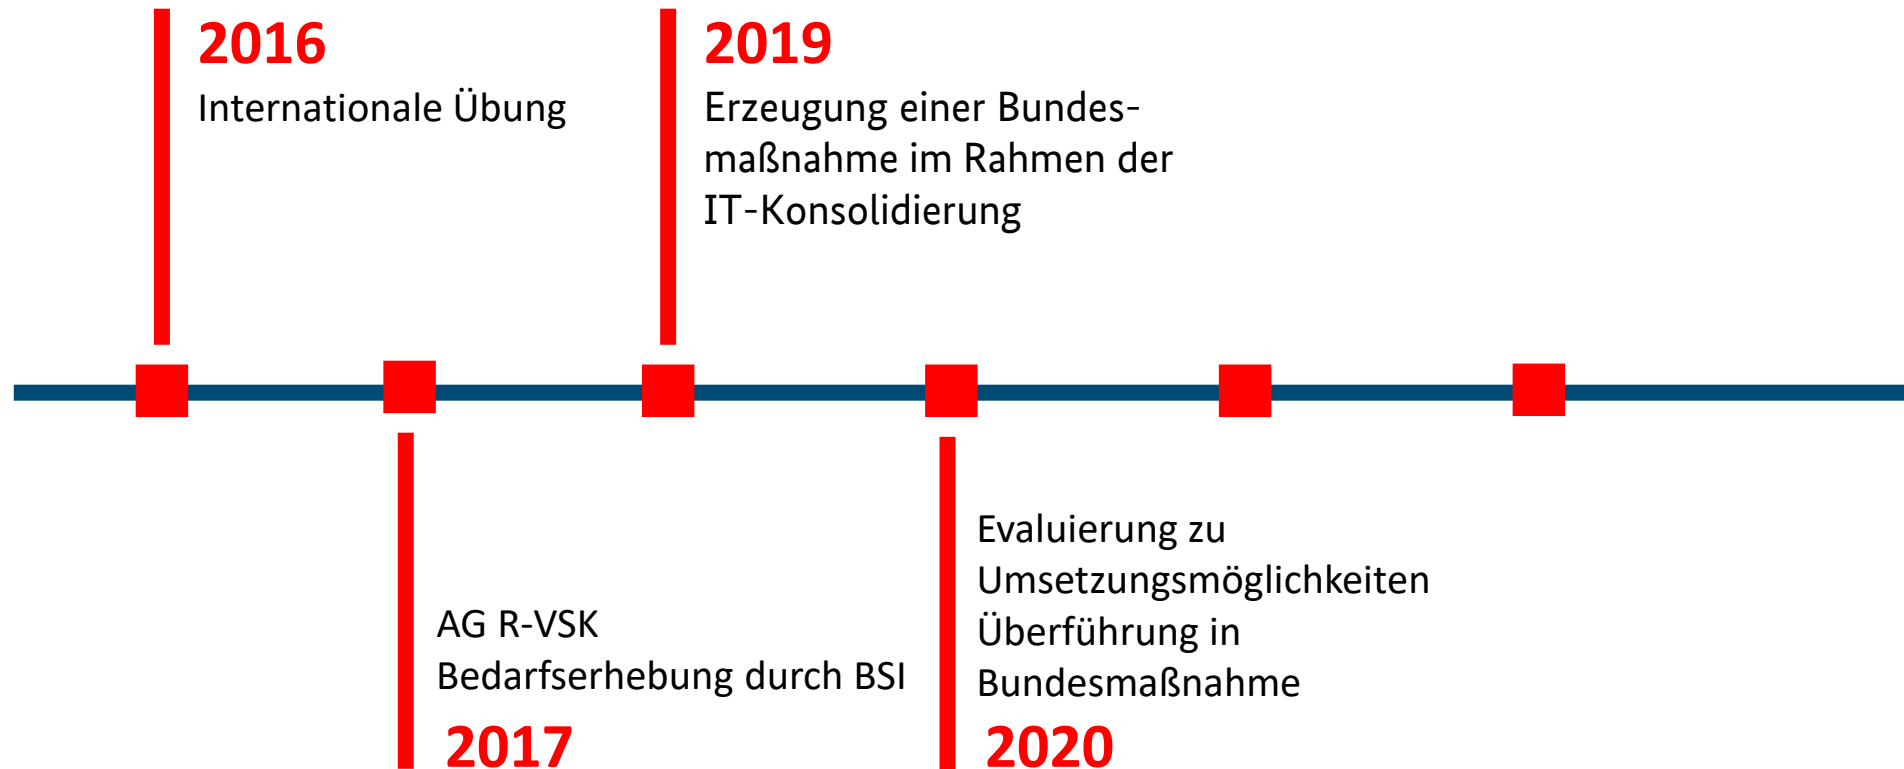 2016
Internationale Übung
2019
Erzeugung einer Bundes-
maßnahme im Rahmen der
IT-Konsolidierung
AG R-VSK
Bedarfserhebung durch BSI
2017
Evaluierung zu
Umsetzungsmöglichkeiten
Überführung in
Bundesmaßnahme
2020